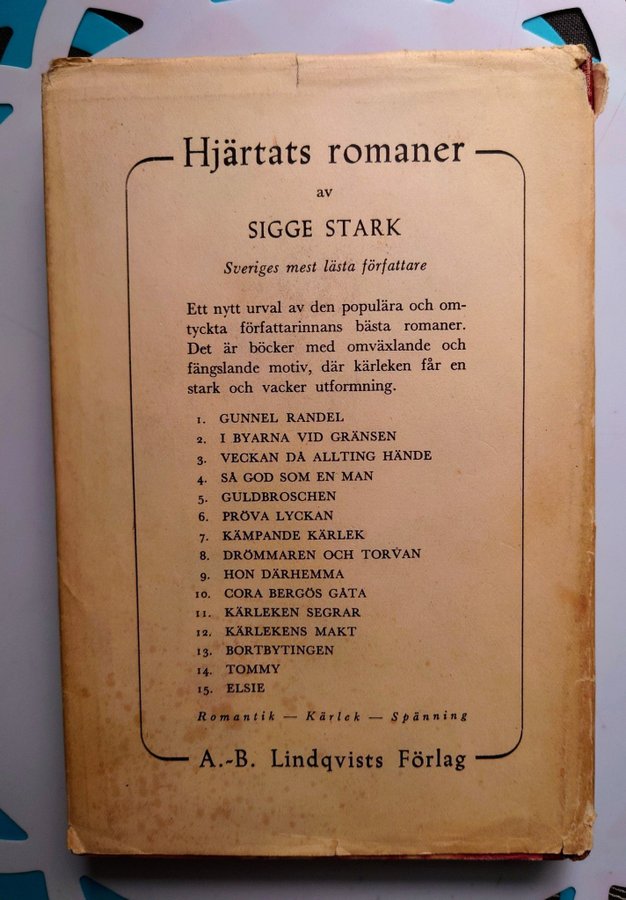 Hjärtats romaner
av
SIGGE STARK
Sveriges mest lästa författare
Ett nytt urval av den populära och om-
tyckta författarinnans bästa romaner.
Det är böcker med omväxlande och
fängslande motiv, där kärleken får en
stark och vacker utformning.
1. GUNNEL RANDEL
2. I BYARNA VID GRÄNSEN
3. VECKAN DÅ ALLTING HÄNDE
4. SÅ GOD SOM EN MAN
5. GULDBROSCHEN
6. PRÖVA LYCKAN
7. KÄMPANDE KÄRLEK
8. DRÖMMAREN OCH TORVAN
9. HON DÄRHEMMA
10. CORA BERGÖS GÅTA
11. KÄRLEKEN SEGRAR
12. KÄRLEKENS MAKT
13. BORTBYTINGEN
14. TOMMY
15. ELSIE
Romantik — Kärlek — Spänning
A.-B. Lindqvists Förlag